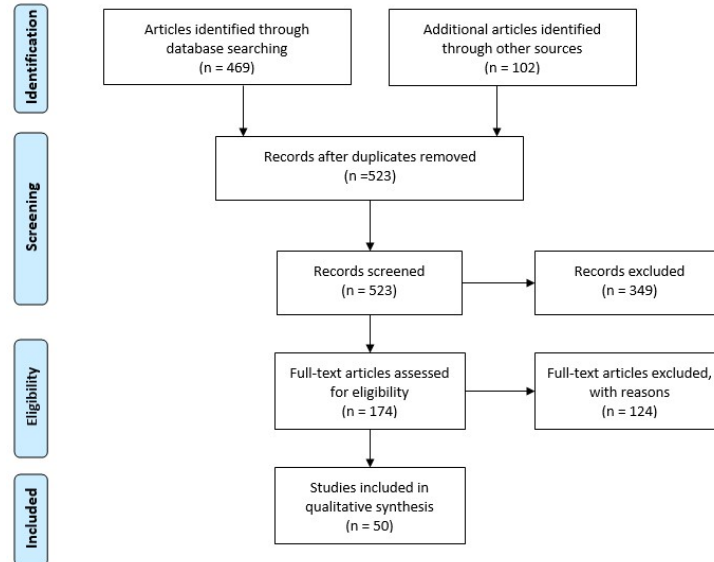 Identification
Articles identified through
database searching
(n = 469)
Additional articles identified
through other sources
(n = 102)
Screening
Records after duplicates removed
(n =523)
Records screened
(n = 523)
Records excluded
(n = 349)
Eligibility
Full-text articles assessed
for eligibility
(n = 174)
Full-text articles excluded,
with reasons
(n = 124)
Included
Studies included in
qualitative synthesis
(n = 50)